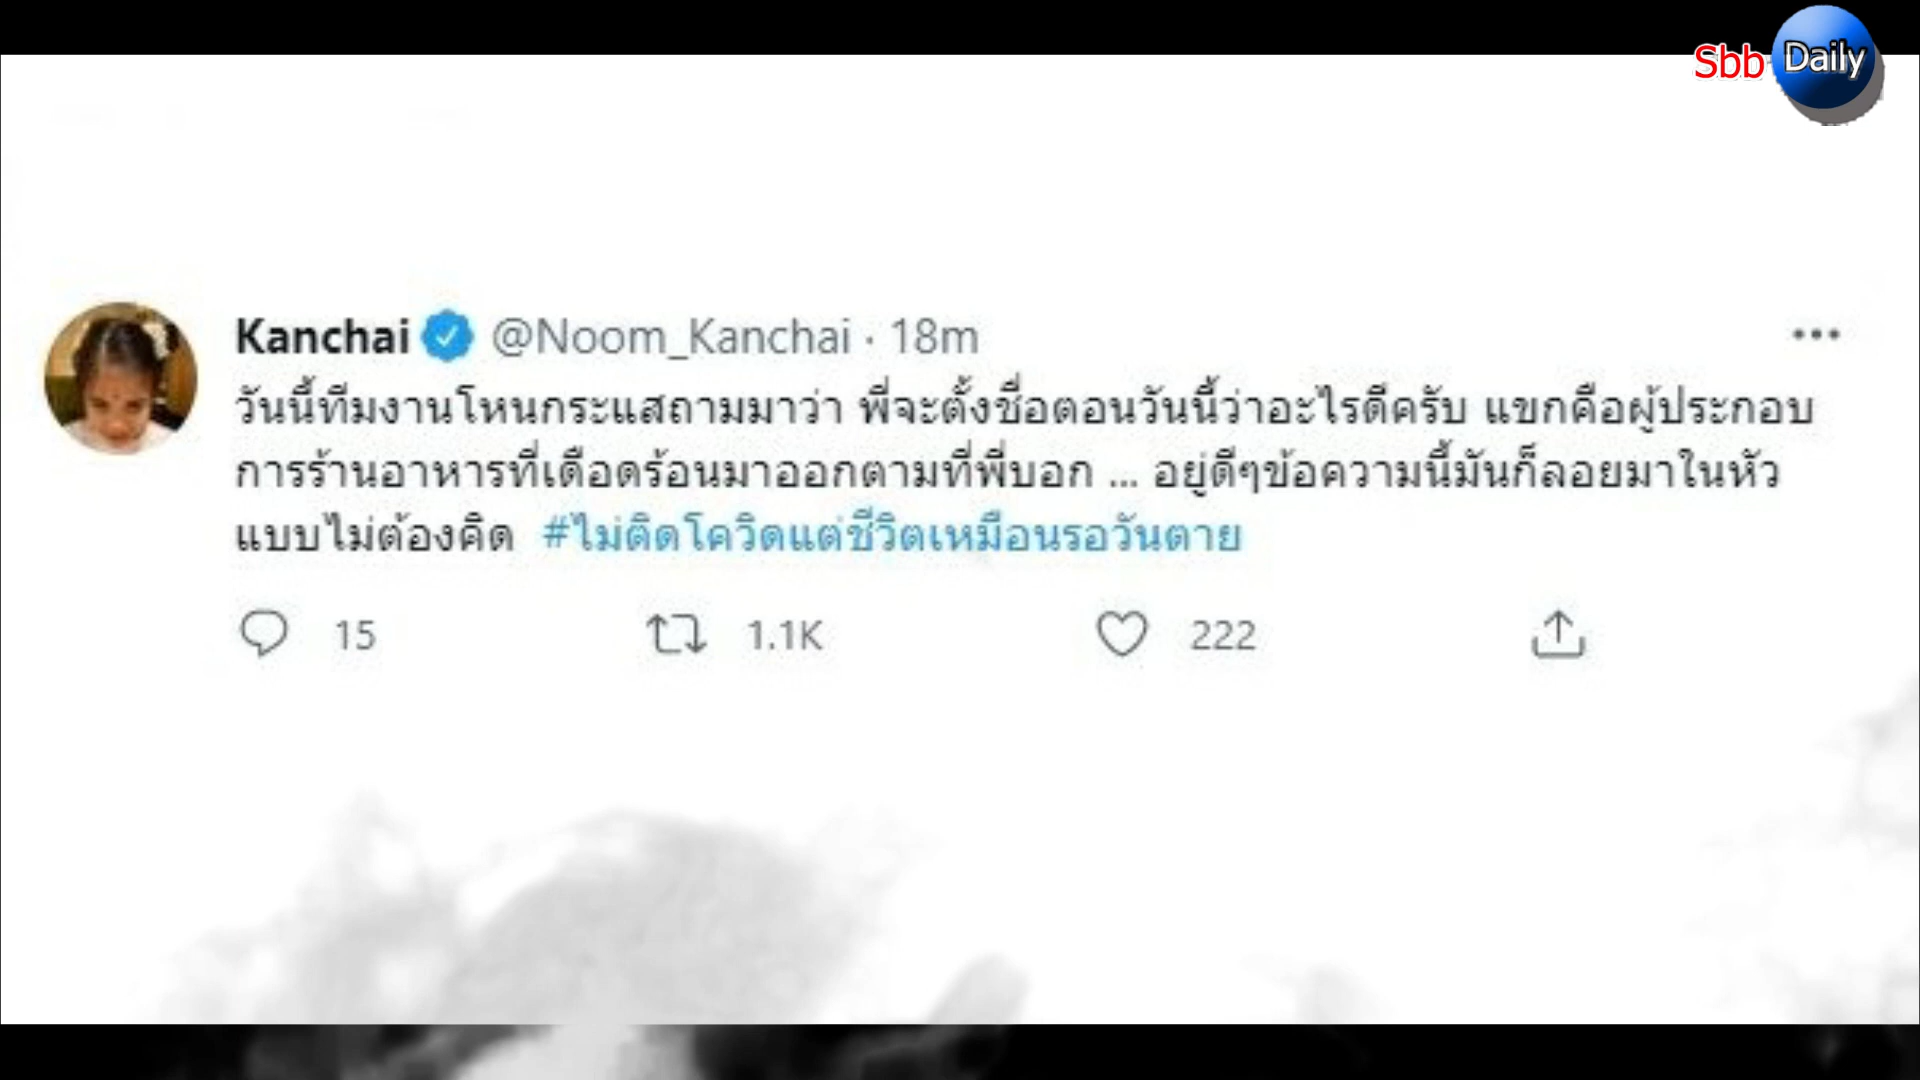 Sbb Daily
Kanchai @Noom_Kanchai · 18m
วันนี้ทีมงานโหนกระแสถามมาว่า พี่จะตั้งชื่อตอนวันนี้ว่าอะไรดีครับ แขกคือผู้ประกอบ
การร้านอาหารที่เดือดร้อนมาออกตามที่พี่บอก ... อยู่ดีๆข้อความนี้มันก็ลอยมาในหัว
แบบไม่ต้องคิด #ไม่ติดโควิดแต่ชีวิตเหมือนรอวันตาย
15 1.1K 222